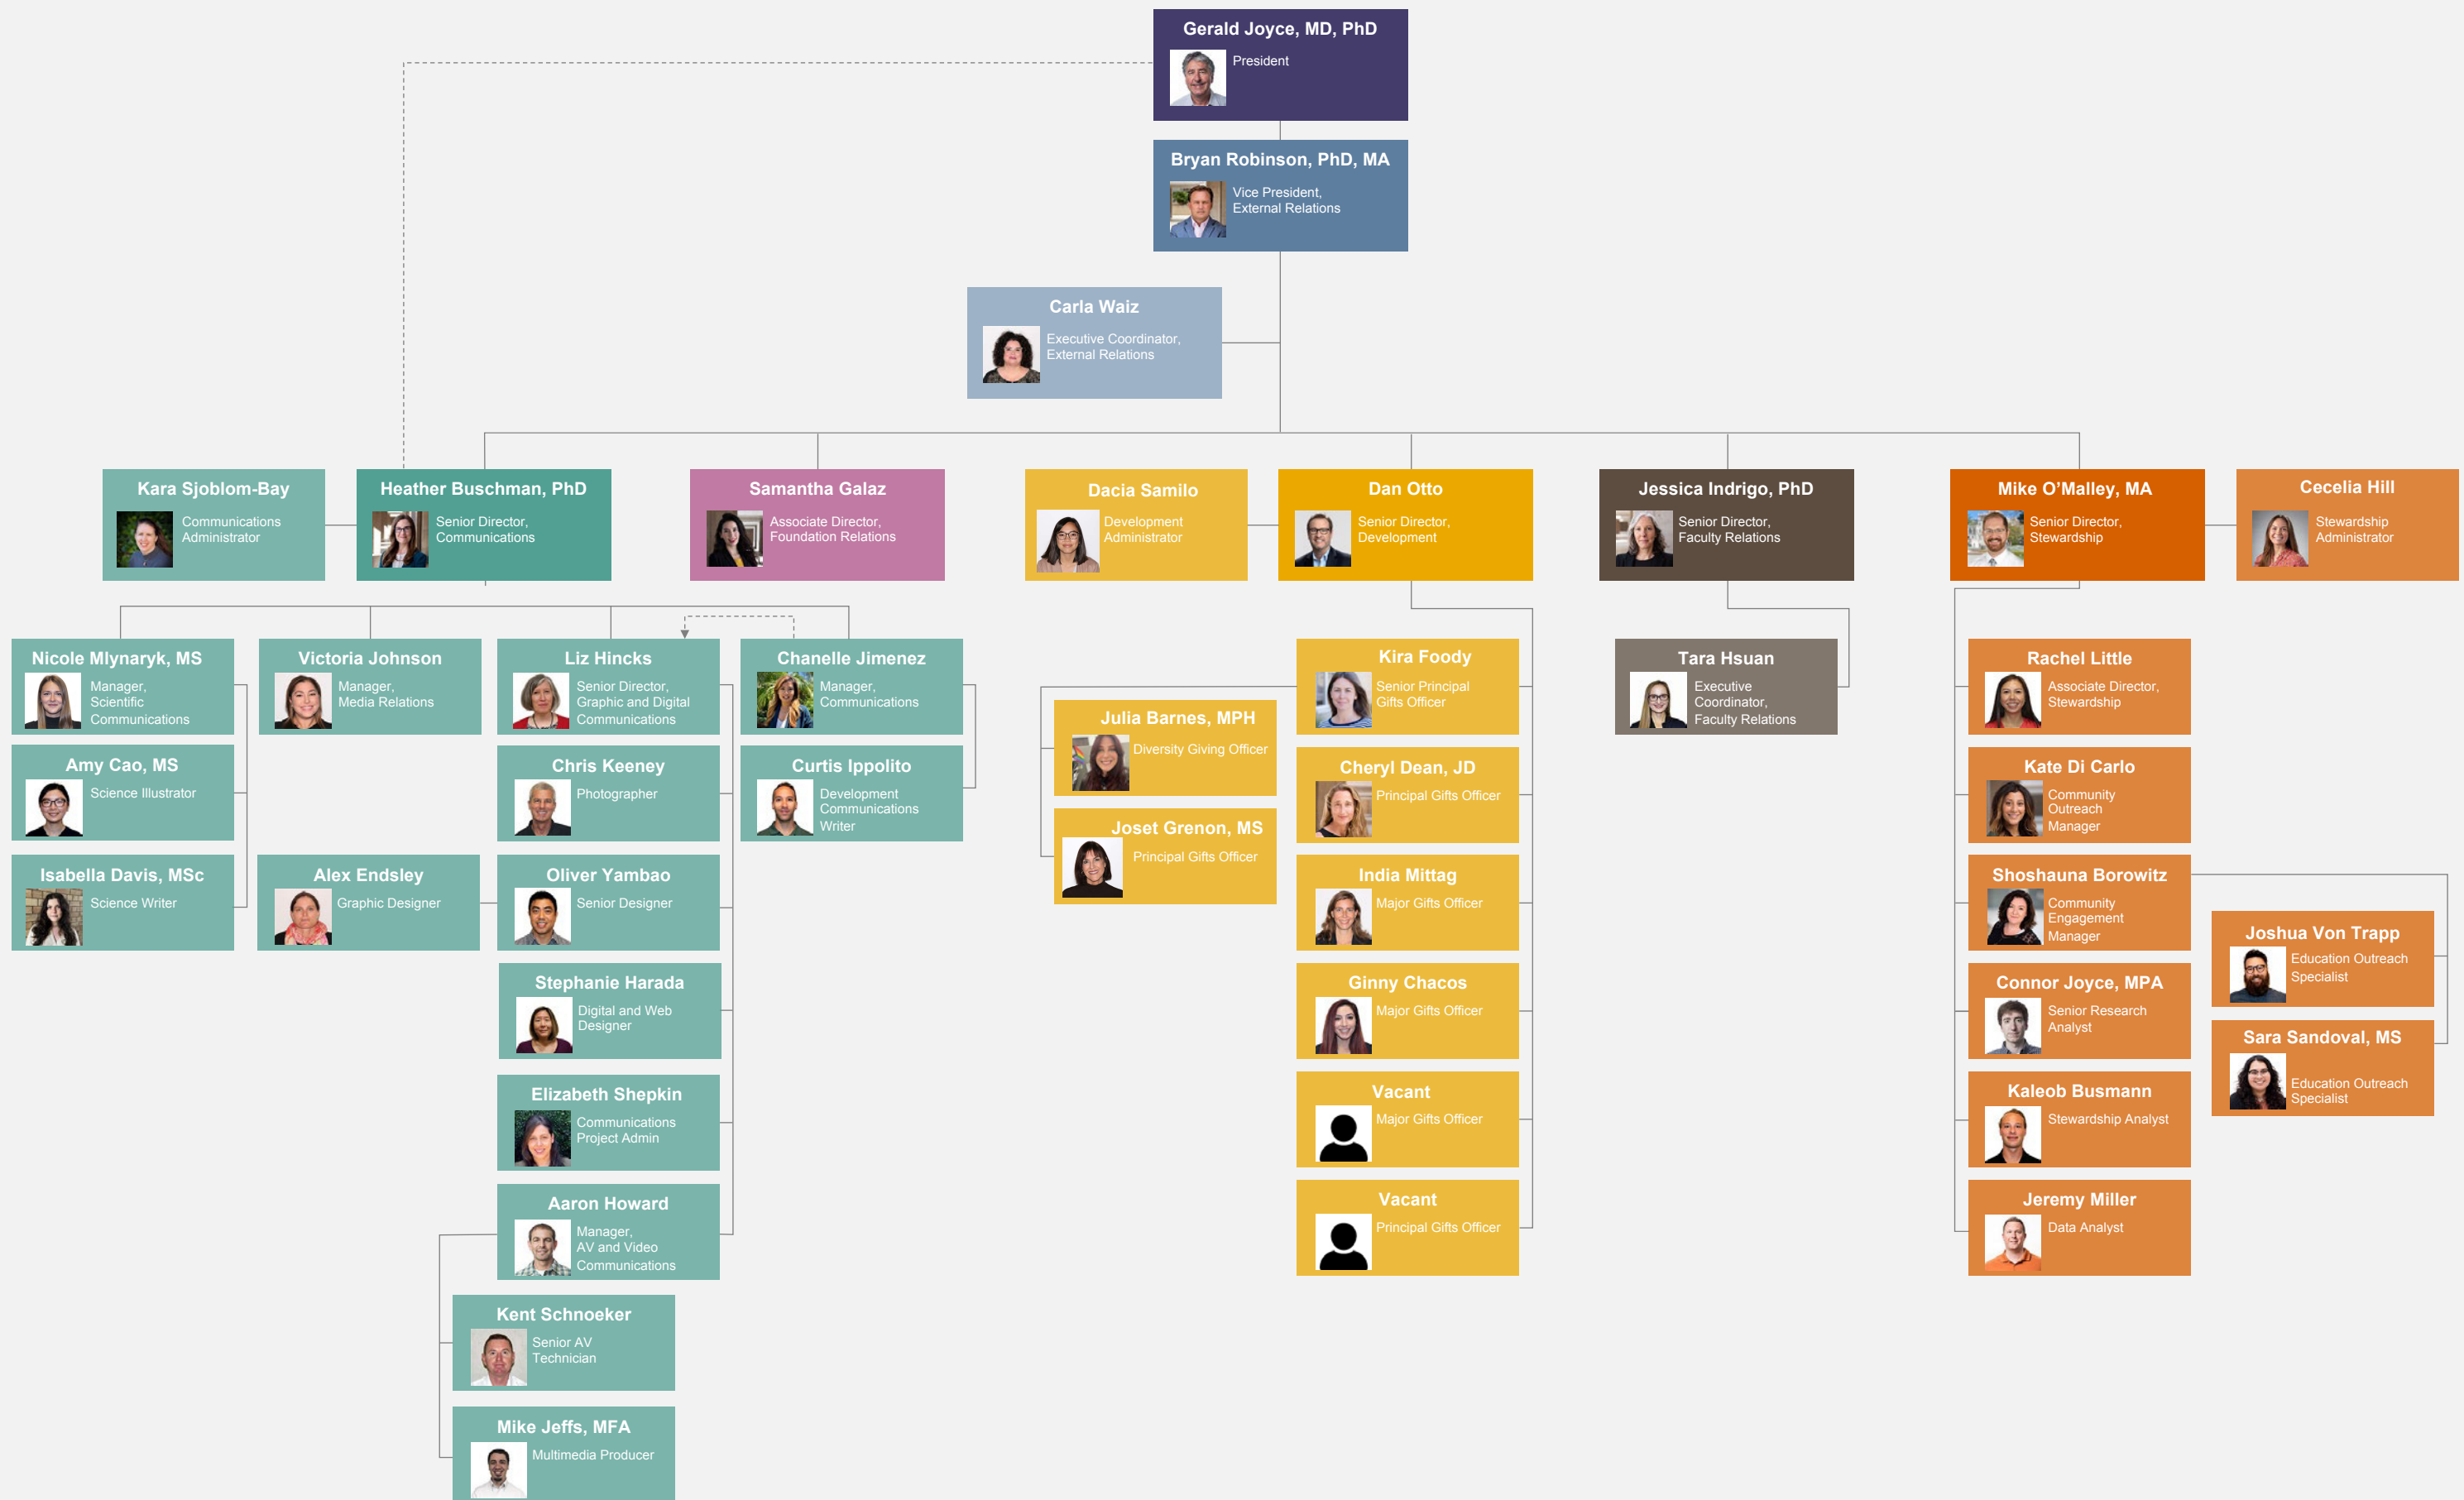 Gerald Joyce, MD, PhD
President
Bryan Robinson, PhD, MA
Vice President,
External Relations
Carla Waiz
Executive Coordinator,
External Relations
Kara Sjoblom-Bay
Communications
Administrator
Heather Buschman, PhD
Senior Director,
Communications
Samantha Galaz
Associate Director,
Foundation Relations
Dacia Samilo
Development
Administrator
Dan Otto
Senior Director,
Development
Jessica Indrigo, PhD
Senior Director,
Faculty Relations
Mike O’Malley, MA
Senior Director,
Stewardship
Cecelia Hill
Stewardship
Administrator
Nicole Mlynaryk, MS
Manager,
Scientific
Communications
Amy Cao, MS
Science Illustrator
Isabella Davis, MSc
Science Writer
Victoria Johnson
Manager,
Media Relations
Liz Hincks
Senior Director,
Graphic and Digital
Communications
Chris Keeney
Photographer
Alex Endsley
Graphic Designer
Oliver Yambao
Senior Designer
Stephanie Harada
Digital and Web
Designer
Elizabeth Shepkin
Communications
Project Admin
Aaron Howard
Manager,
AV and Video
Communications
Kent Schnoeker
Senior AV
Technician
Mike Jeffs, MFA
Multimedia Producer
Chanelle Jimenez
Manager,
Communications
Curtis Ippolito
Development
Communications
Writer
Kira Foody
Senior Principal
Gifts Officer
Julia Barnes, MPH
Diversity Giving Officer
Joset Grenon, MS
Principal Gifts Officer
Cheryl Dean, JD
Principal Gifts Officer
India Mittag
Major Gifts Officer
Ginny Chacos
Major Gifts Officer
Vacant
Major Gifts Officer
Vacant
Principal Gifts Officer
Tara Hsuan
Executive
Coordinator,
Faculty Relations
Rachel Little
Associate Director,
Stewardship
Kate Di Carlo
Community
Outreach
Manager
Shoshauna Borowitz
Community
Engagement
Manager
Joshua Von Trapp
Education Outreach
Specialist
Sara Sandoval, MS
Education Outreach
Specialist
Connor Joyce, MPA
Senior Research
Analyst
Kaleob Busmann
Stewardship Analyst
Jeremy Miller
Data Analyst